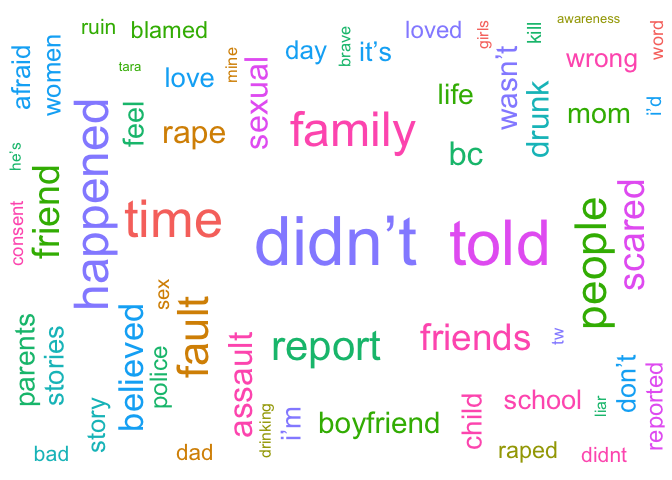 ruin
blamed
loved
girls
kill
awareness
word
afraid
women
tara
love
mine
sexual
day
brave
it’s
wasn’t
wrong
life
drunk
mom
i’d
happened
feel
rape
family
bc
he’s
consent
friend
time
didn’t
told
people
scared
parents
stories
believed
sex
police
fault
assault
report
friends
tw
don’t
reported
story
bad
dad
drinking
i’m
boyfriend
child
school
raped
liar
didnt